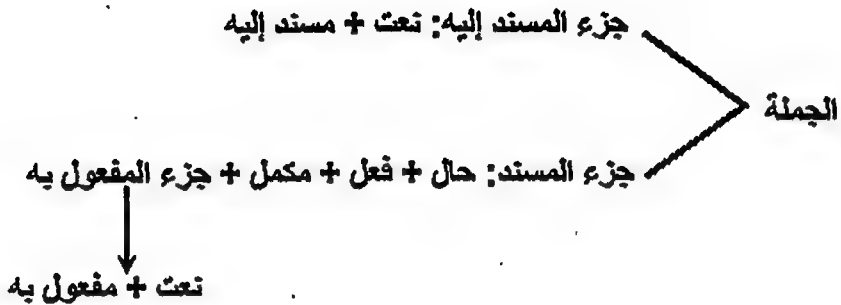 جزء المسند إليه: نعت + مسند إليه
الجملة
جزء المسند: حال + فعل + مكمل + جزء المفعول به
نعت + مفعول به